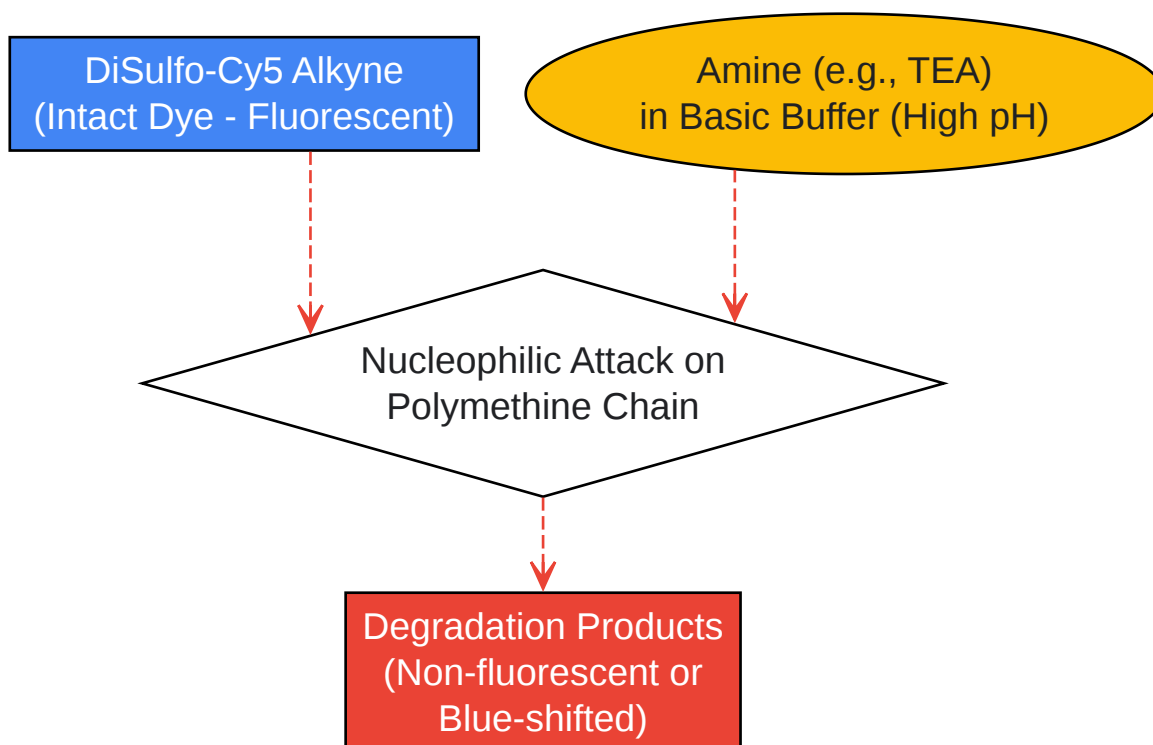 DiSulfo-Cy5 Alkyne
(Intact Dye - Fluorescent)
Amine (e.g., TEA)
in Basic Buffer (High pH)
Nucleophilic Attack on
Polymethine Chain
Degradation Products
(Non-fluorescent or
Blue-shifted)